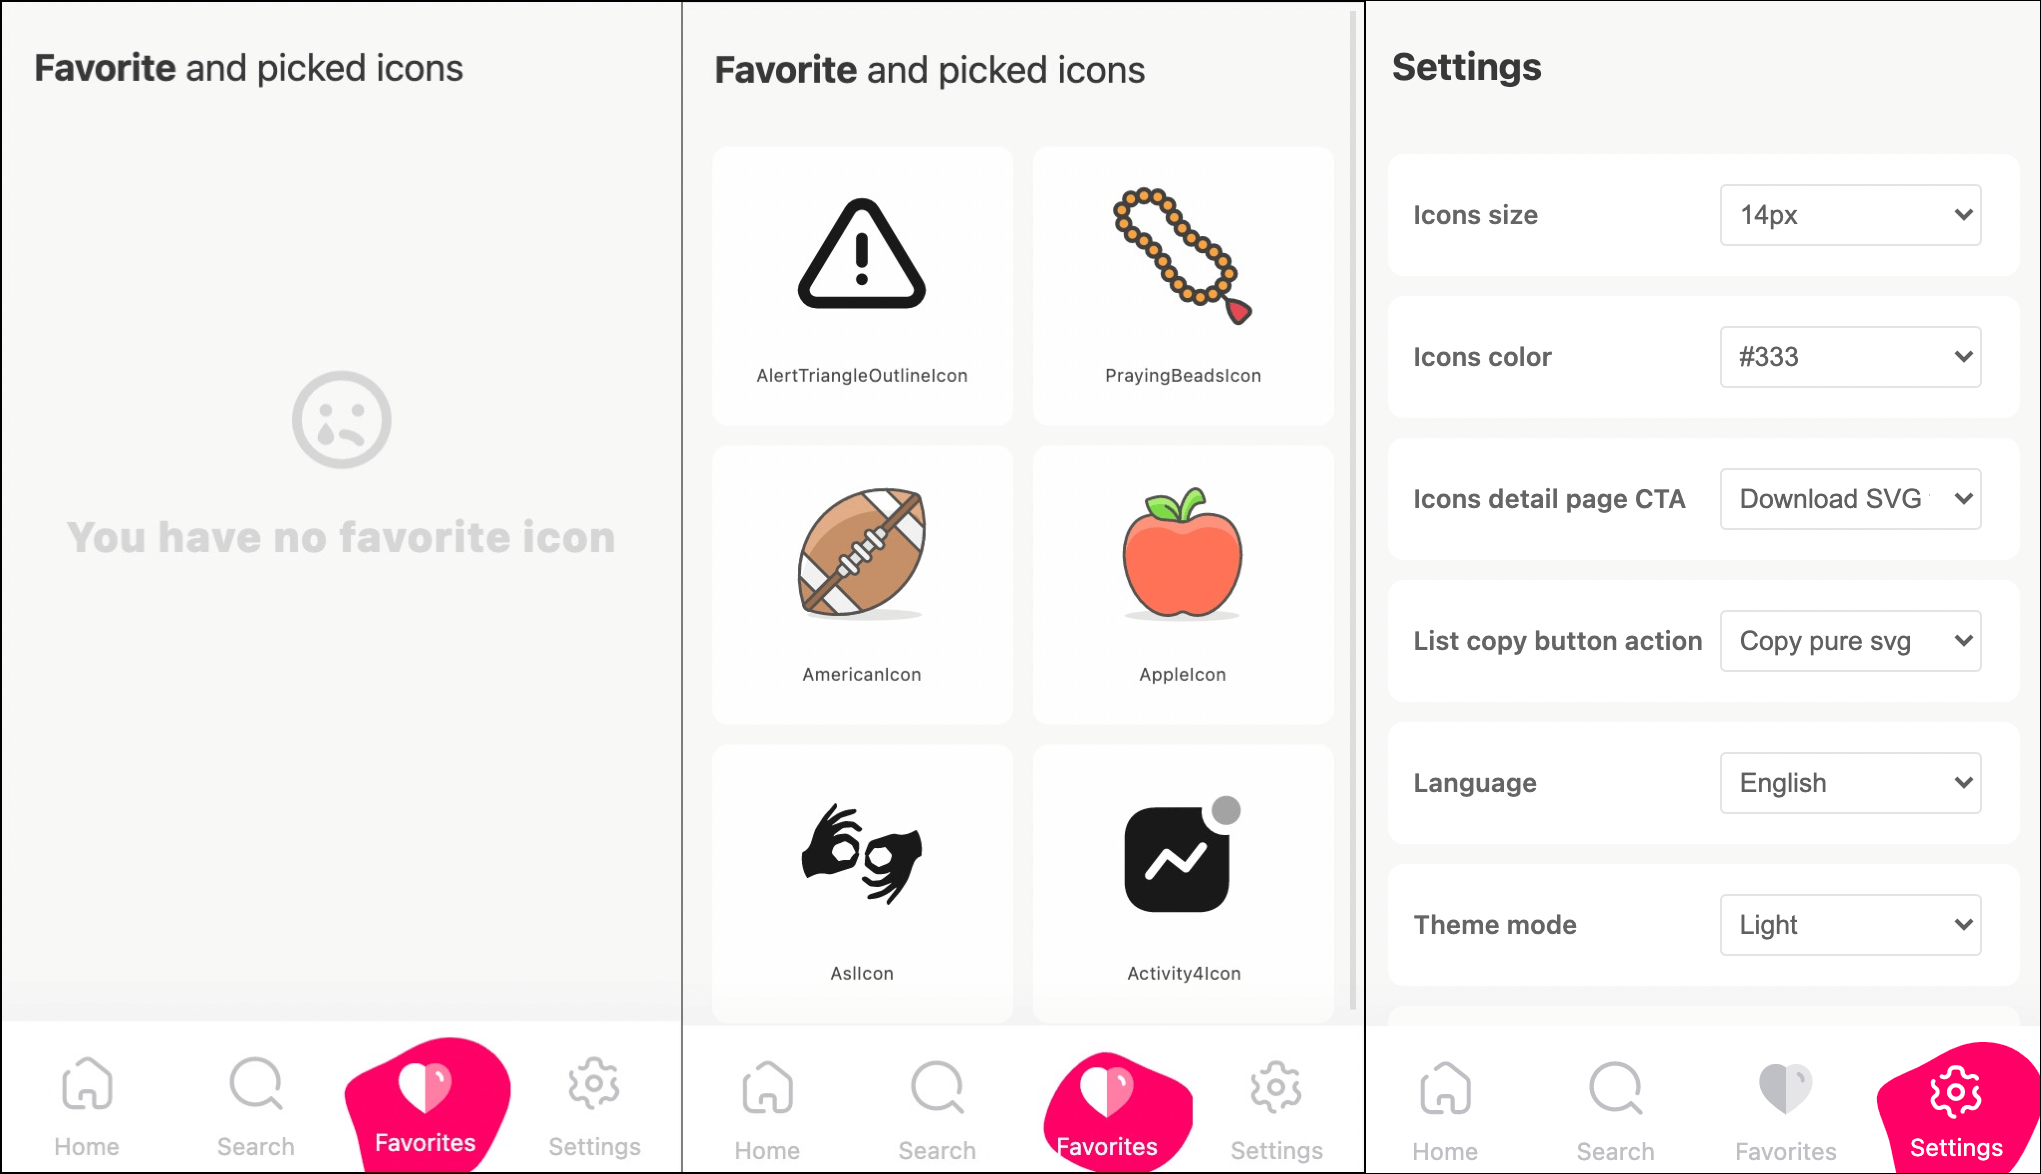 Favorite and picked icons
You have no favorite icon
Home
Search
Favorites
Settings
Favorite and picked icons
AlertTriangleOutlineIcon
PrayingBeadsIcon
AmericanIcon
AppleIcon
AslIcon
Activity4Icon
Home
Search
Favorites
Settings
Settings
Icons size
14px
Icons color
#333
Icons detail page CTA
Download SVG
List copy button action
Copy pure svg
Language
English
Theme mode
Light
Home
Search
Favorites
Settings